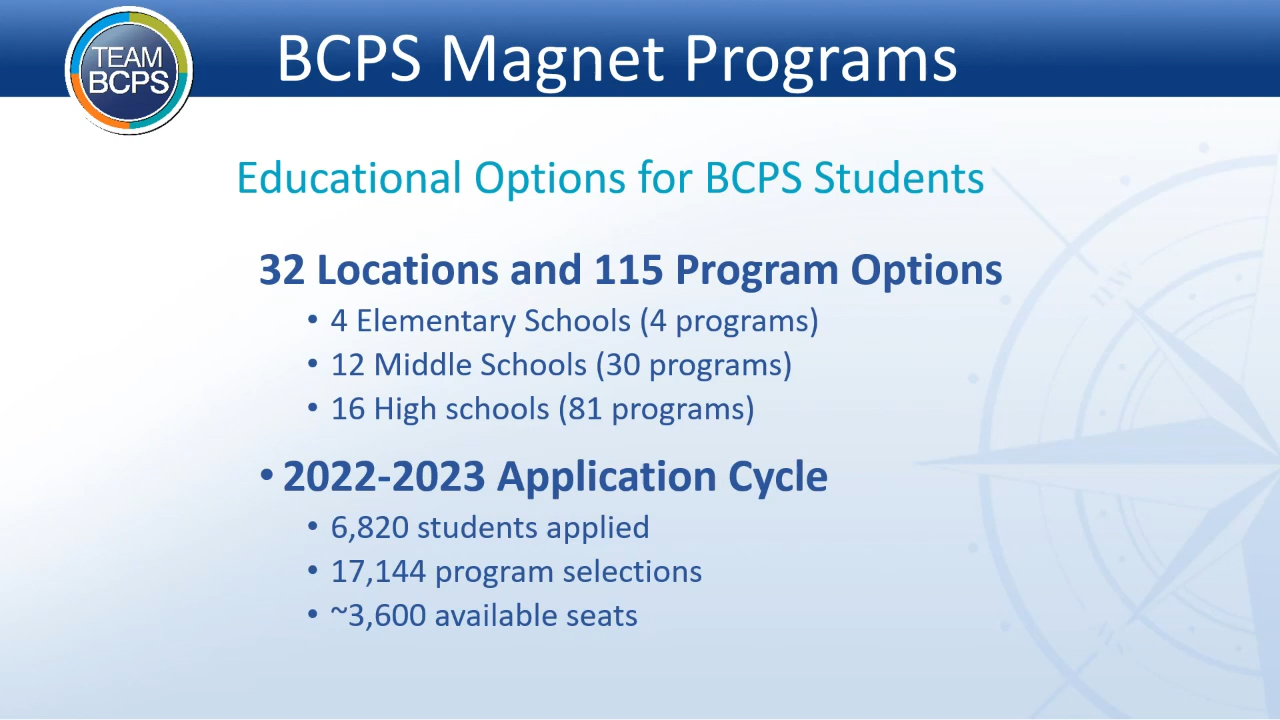 TEAM
BCPS
BCPS Magnet Programs
Educational Options for BCPS Students
32 Locations and 115 Program Options
• 4 Elementary Schools (4 programs)
• 12 Middle Schools (30 programs)
• 16 High schools (81 programs)
• 2022-2023 Application Cycle
• 6,820 students applied
• 17,144 program selections
• ~3,600 available seats